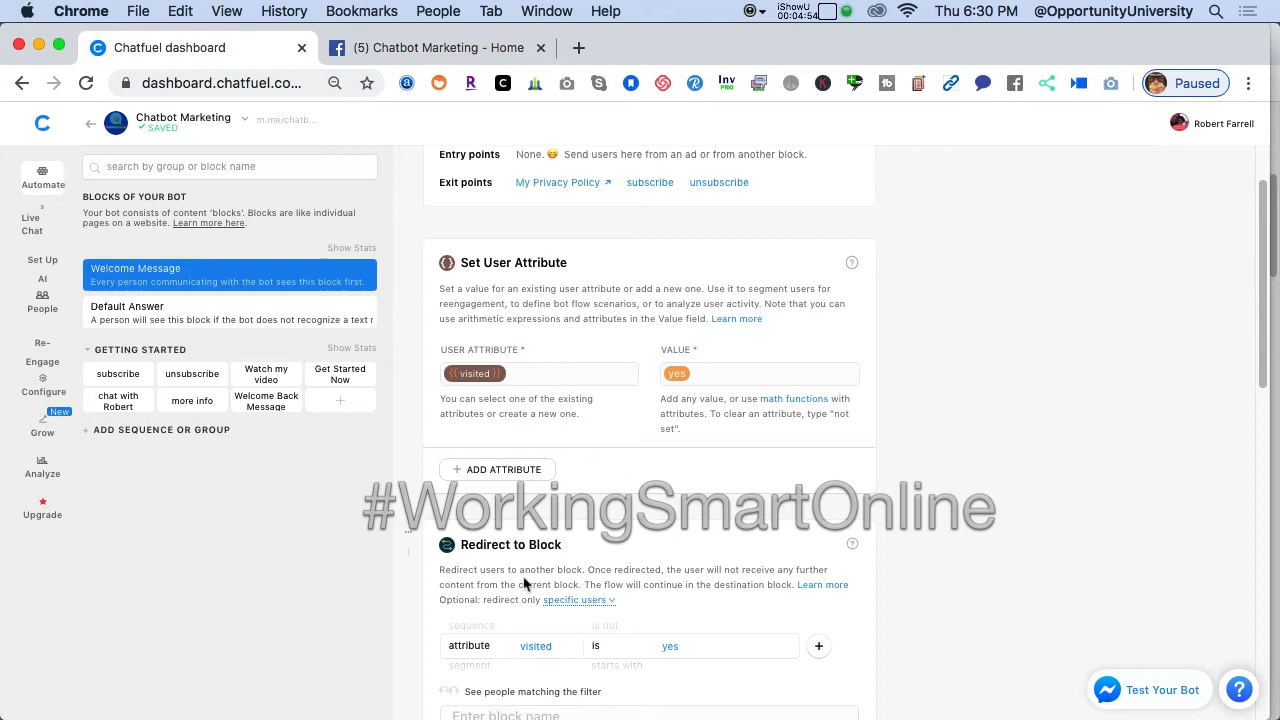 Chrome File Edit View History Bookmarks People Tab Window Help iShowU 00:04:54 Thu 6:30 PM @OpportunityUniversity
Chatfuel dashboard (5) Chatbot Marketing - Home
dashboard.chatfuel.co... Inv PRO Paused
Chatbot Marketing m.me/chatb...
SAVED
Robert Farrell
Automate
Live Chat
Set Up
AI
People
Re-Engage
Configure
New
Grow
Analyze
Upgrade
search by group or block name
BLOCKS OF YOUR BOT
Your bot consists of content 'blocks'. Blocks are like individual
pages on a website. Learn more here.
Show Stats
Welcome Message
Every person communicating with the bot sees this block first.
Default Answer
A person will see this block if the bot does not recognize a text r
GETTING STARTED Show Stats
subscribe unsubscribe Watch my video Get Started Now
chat with Robert more info Welcome Back Message +
+ ADD SEQUENCE OR GROUP
Entry points None. Send users here from an ad or from another block.
Exit points My Privacy Policy subscribe unsubscribe
Set User Attribute
Set a value for an existing user attribute or add a new one. Use it to segment users for
reengagement, to define bot flow scenarios, or to analyze user activity. Note that you can
use arithmetic expressions and attributes in the Value field. Learn more
USER ATTRIBUTE * VALUE *
{{ visited }} yes
You can select one of the existing
attributes or create a new one.
Add any value, or use math functions with
attributes. To clear an attribute, type "not
set".
+ ADD ATTRIBUTE
#WorkingSmartOnline
Redirect to Block
Redirect users to another block. Once redirected, the user will not receive any further
content from the current block. The flow will continue in the destination block. Learn more
Optional: redirect only specific users
sequence is not
attribute visited is yes +
segment starts with
See people matching the filter
Enter block name
Test Your Bot